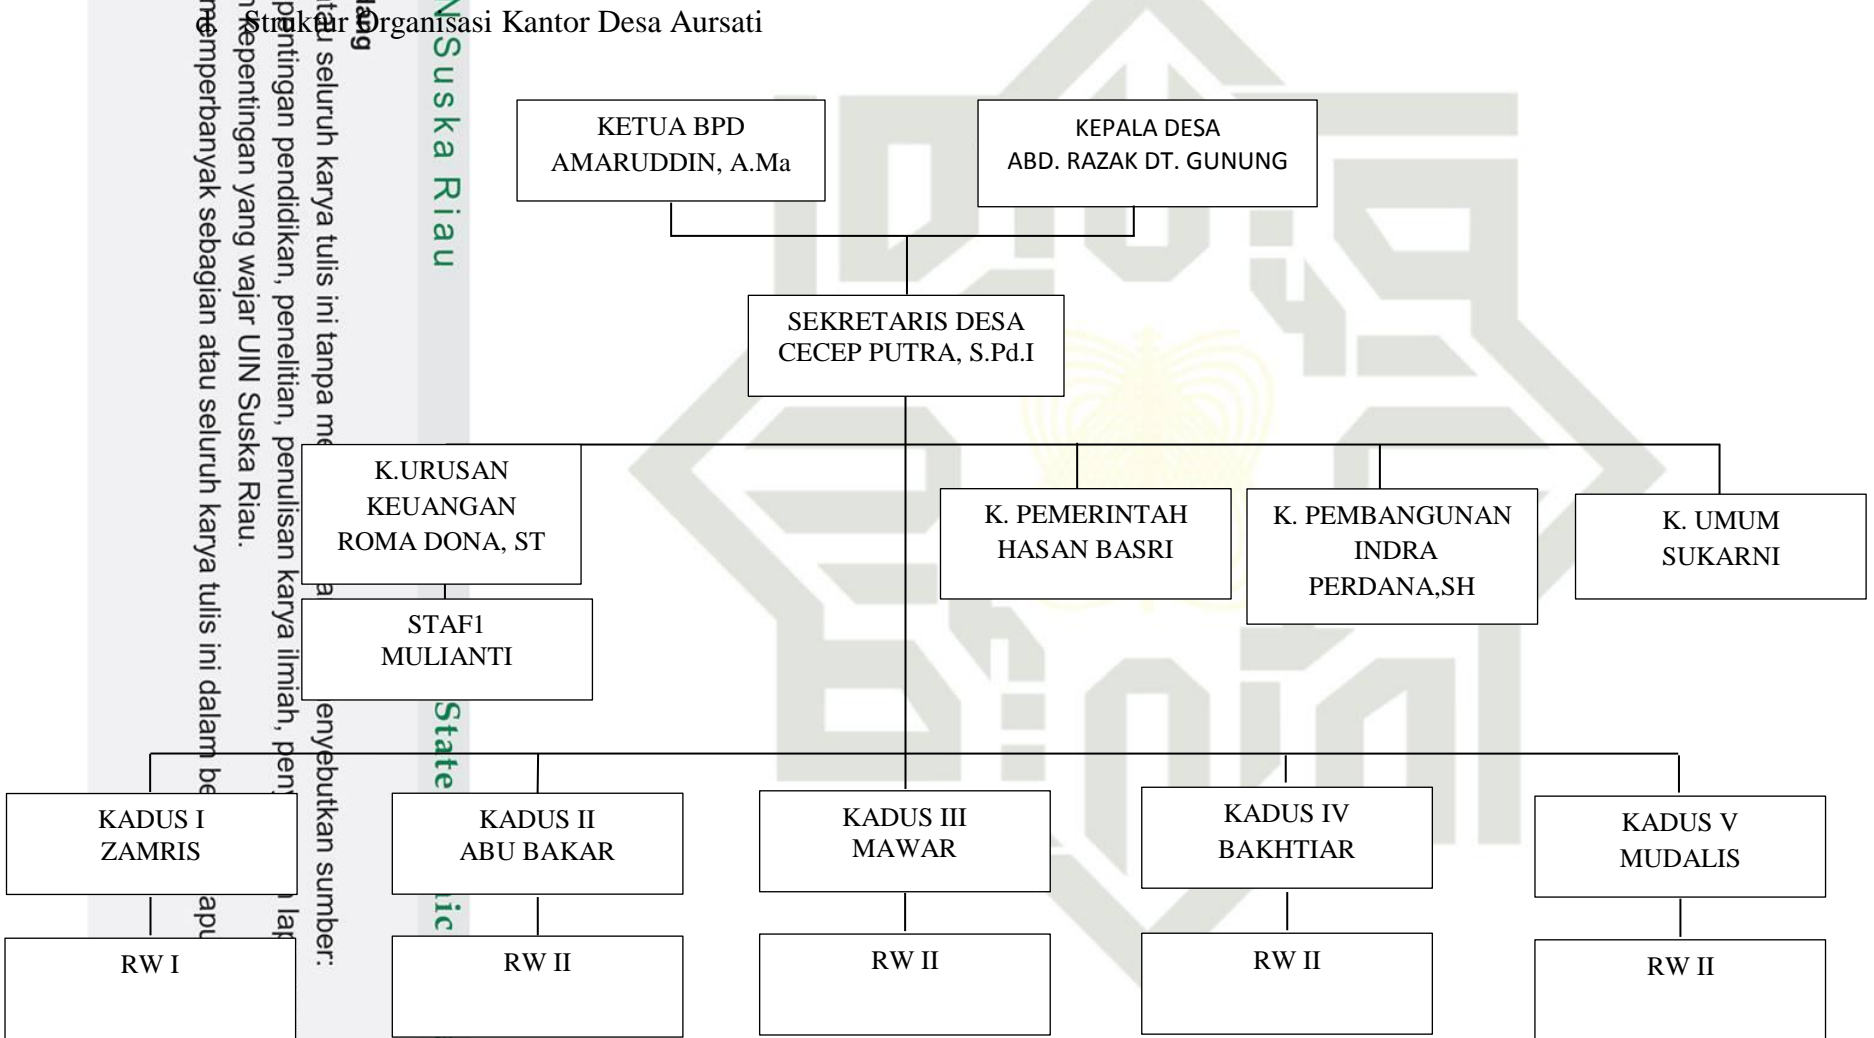 d. Struktur Organisasi Kantor Desa Aursati
KETUA BPD
AMARUDDIN, A.Ma
KEPALA DESA
ABD. RAZAK DT. GUNUNG
SEKRETARIS DESA
CECEP PUTRA, S.Pd.I
K.URUSAN
KEUANGAN
ROMA DONA, ST
K. PEMERINTAH
HASAN BASRI
K. PEMBANGUNAN
INDRA
PERDANA,SH
K. UMUM
SUKARNI
STAF1
MULIANTI
KADUS I
ZAMRIS
KADUS II
ABU BAKAR
KADUS III
MAWAR
KADUS IV
BAKHTIAR
KADUS V
MUDALIS
RW I
RW II
RW II
RW II
RW II
N Suska Riau
State
atau seluruh karya tulis ini tanpa
enyebutkan sumber:
pentingan pendidikan, penelitian, penulisan karya ilmiah,
kepentingan yang wajar UIN Suska Riau.
memperbanyak sebagian atau seluruh karya tulis ini dalam